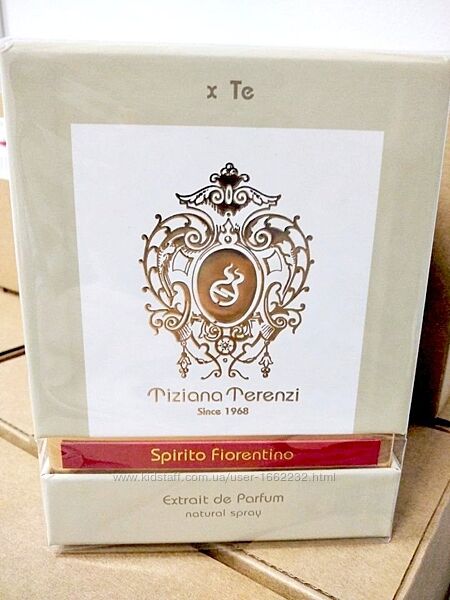 x Te
Tiziana Terenzi
Since 1968
Spirito Fiorentino
www.kidstaff.com.ua/user-1662232.html
Extrait de Parfum
natural spray